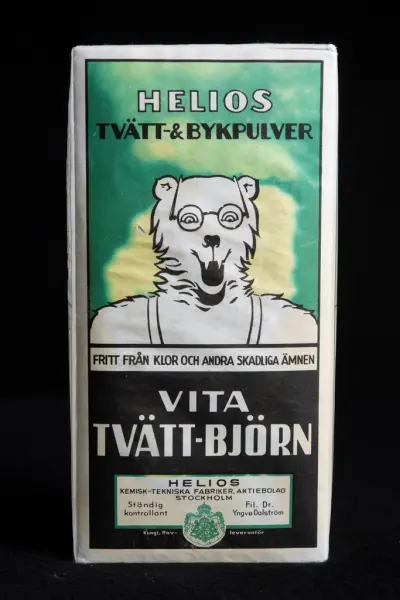 HELIOS
TVÄTT-& BYKPULVER
FRITT FRÅN KLOR OCH ANDRA SKADLIGA ÄMNEN
VITA
TVÄTT-BJÖRN
HELIOS
KEMISK-TEKNISKA FABRIKER, AKTIEBOLAG
STOCKHOLM
Ständig Fil. Dr.
kontrollant Yngve Dalström
Kungl. Hov- leverantör